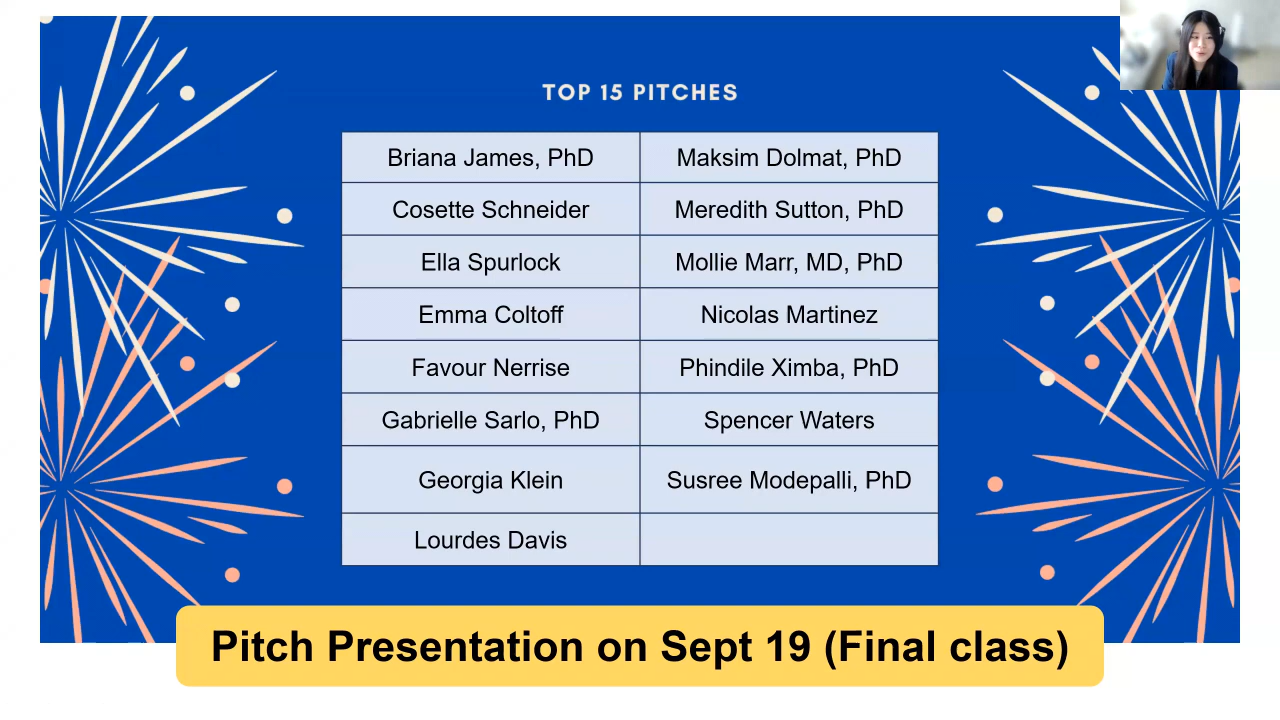 TOP 15 PITCHES
Briana James, PhD
Maksim Dolmat, PhD
Cosette Schneider
Meredith Sutton, PhD
Ella Spurlock
Mollie Marr, MD, PhD
Emma Coltoff
Nicolas Martinez
Favour Nerrise
Phindile Ximba, PhD
Gabrielle Sarlo, PhD
Spencer Waters
Georgia Klein
Susree Modepalli, PhD
Lourdes Davis
Pitch Presentation on Sept 19 (Final class)